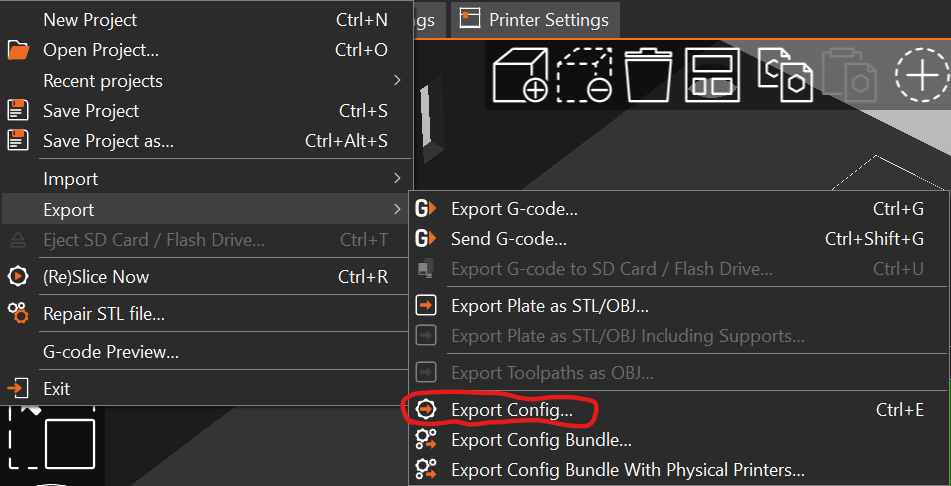 New Project Ctrl+N
Open Project... Ctrl+O
Recent projects
Save Project Ctrl+S
Save Project as... Ctrl+Alt+S
Import
Export
Eject SD Card / Flash Drive... Ctrl+T
(Re)Slice Now Ctrl+R
Repair STL file...
G-code Preview...
Exit
gs
Printer Settings
Export G-code... Ctrl+G
Send G-code... Ctrl+Shift+G
Export G-code to SD Card / Flash Drive... Ctrl+U
Export Plate as STL/OBJ...
Export Plate as STL/OBJ Including Supports...
Export Toolpaths as OBJ...
Export Config... Ctrl+E
Export Config Bundle...
Export Config Bundle With Physical Printers...